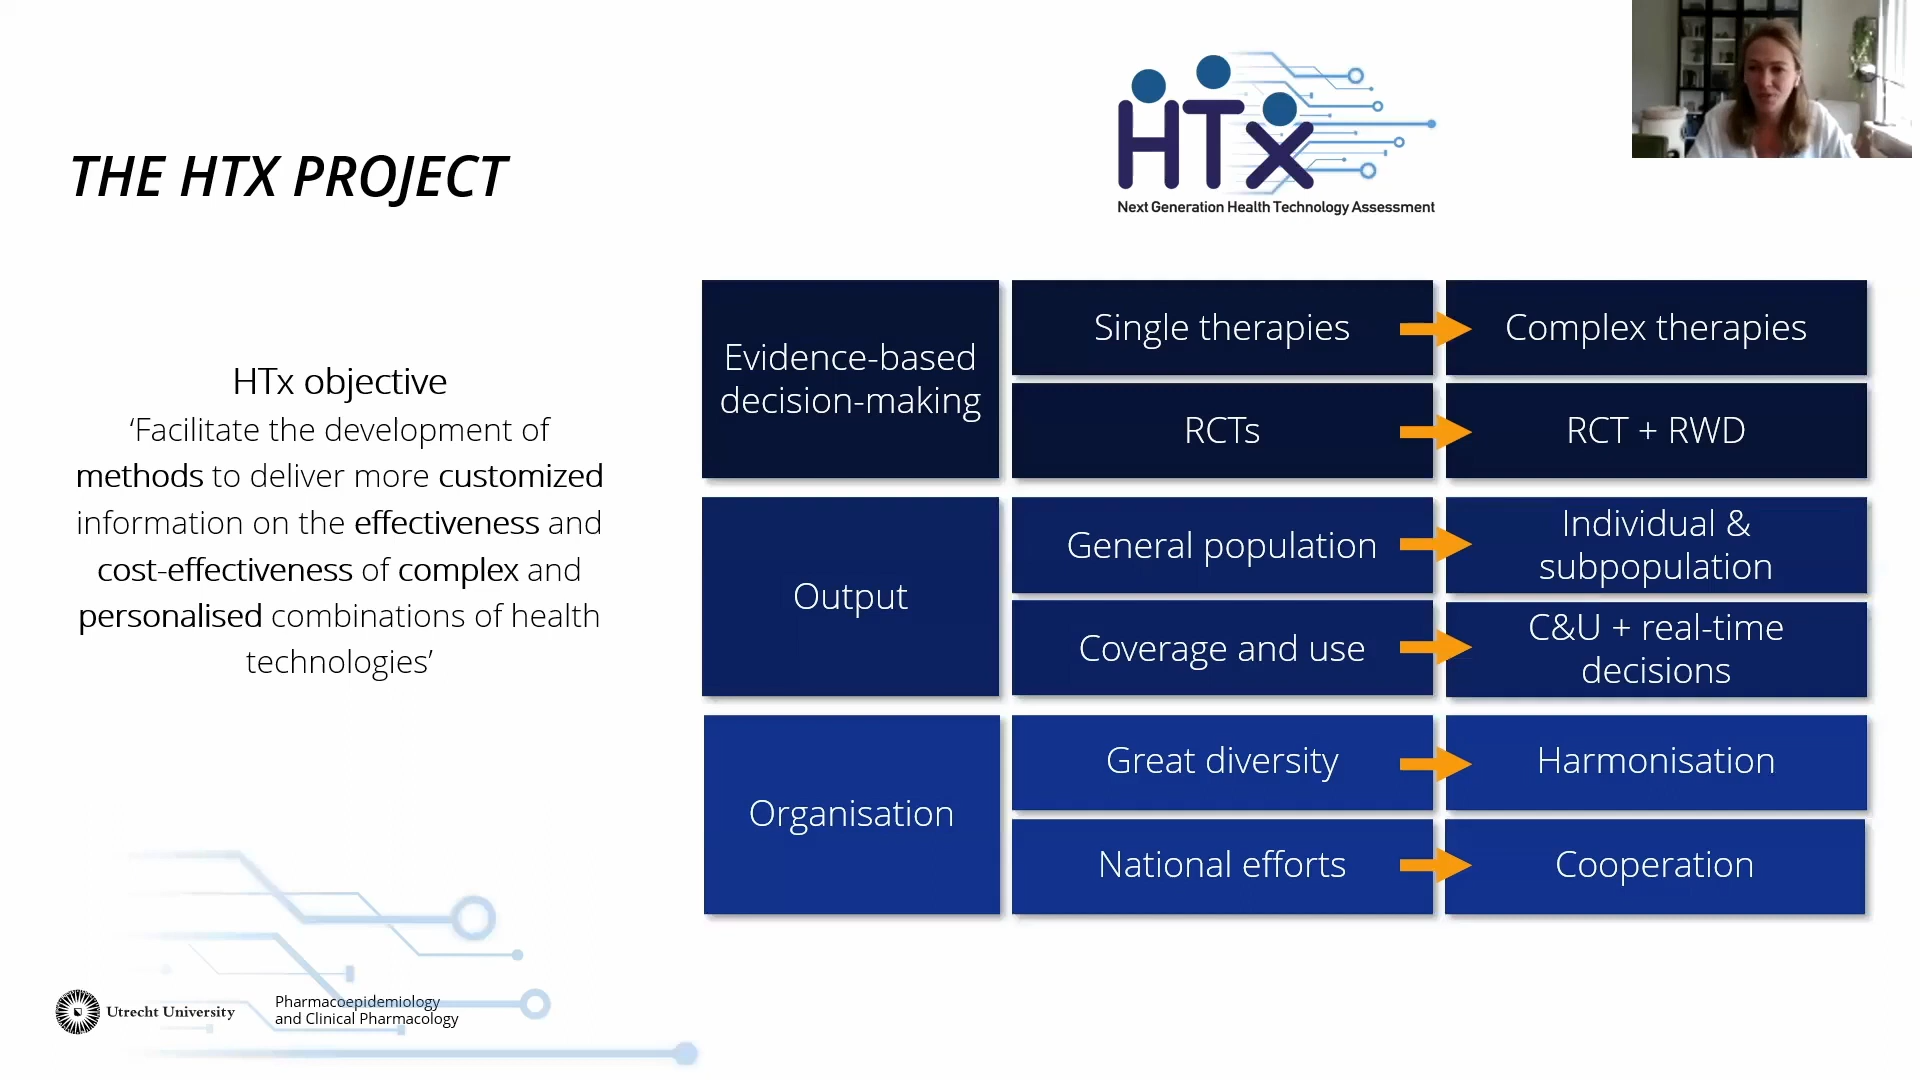 THE HTX PROJECT
HTx
Next Generation Health Technology Assessment
HTx objective
‘Facilitate the development of
methods to deliver more customized
information on the effectiveness and
cost-effectiveness of complex and
personalised combinations of health
technologies’
Evidence-based
decision-making
Single therapies
Complex therapies
RCTs
RCT + RWD
Output
General population
Individual &
subpopulation
Coverage and use
C&U + real-time
decisions
Organisation
Great diversity
Harmonisation
National efforts
Cooperation
Utrecht University
Pharmacoepidemiology
and Clinical Pharmacology